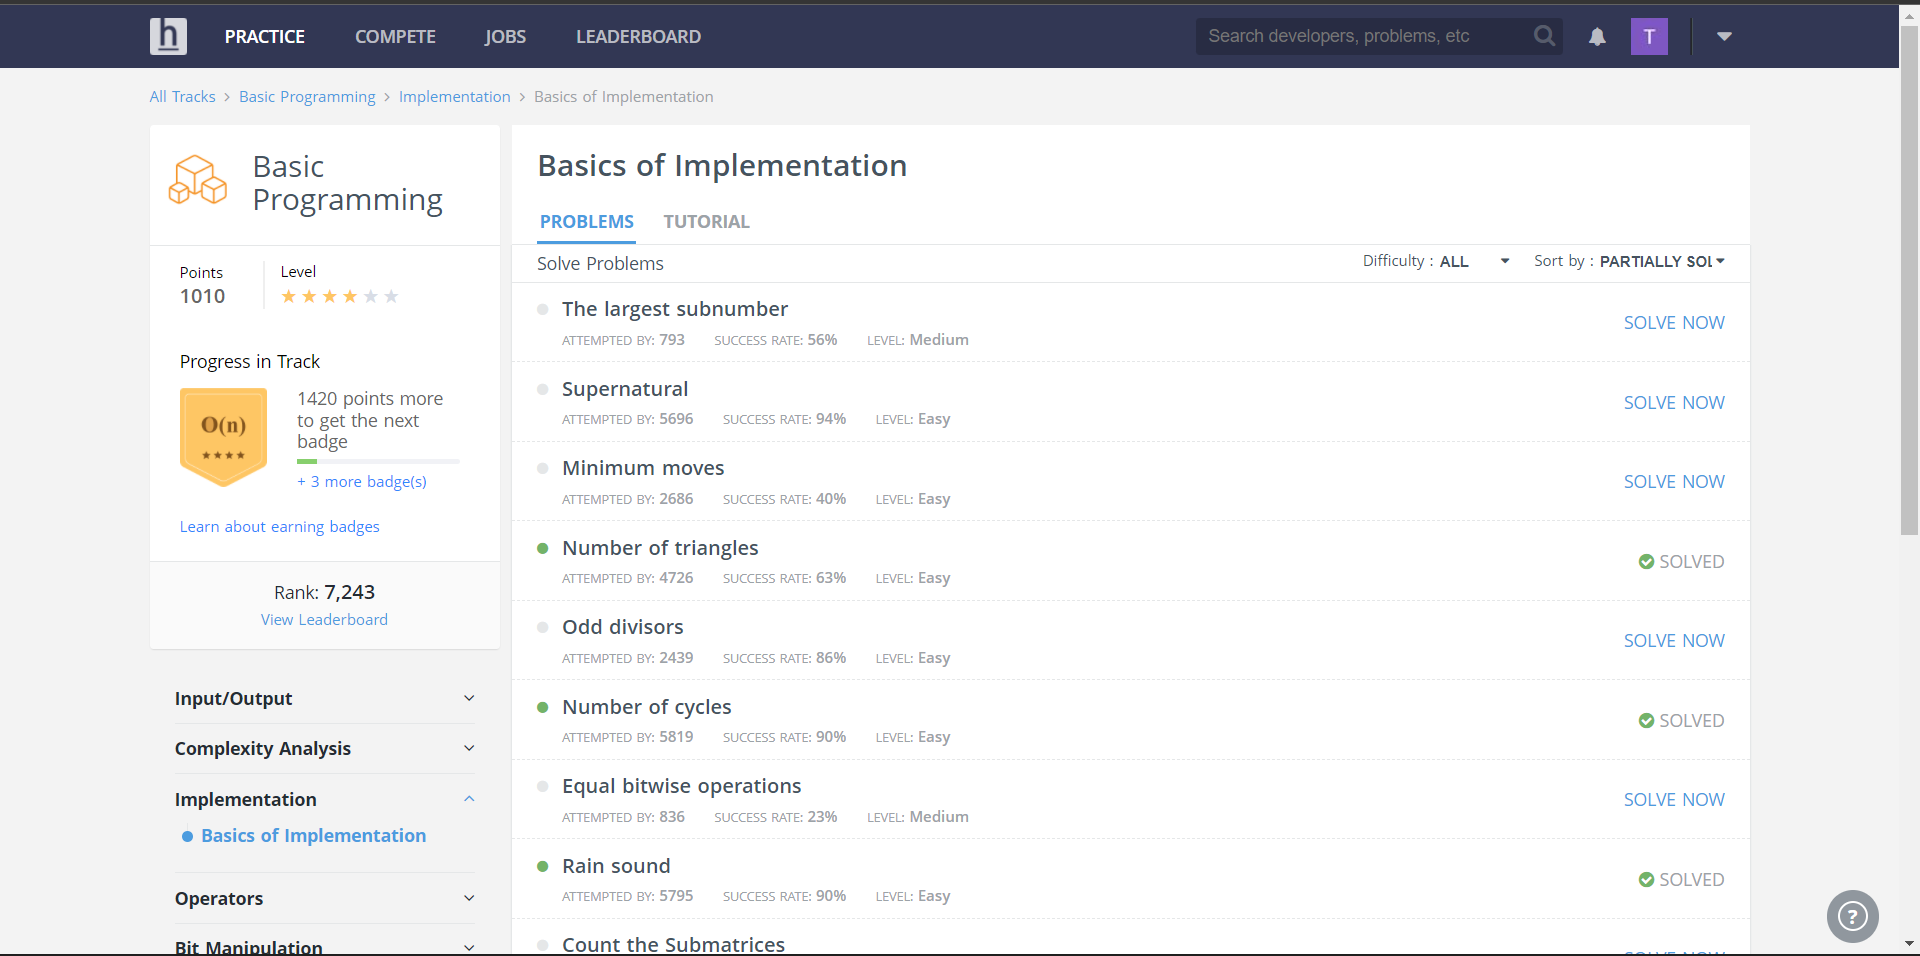 h PRACTICE COMPETE JOBS LEADERBOARD Search developers, problems, etc T
All Tracks > Basic Programming > Implementation > Basics of Implementation
Basic
Programming
Points
1010
Level
Progress in Track
O(n)
1420 points more
to get the next
badge
+ 3 more badge(s)
Learn about earning badges
Rank: 7,243
View Leaderboard
Input/Output
Complexity Analysis
Implementation
Basics of Implementation
Operators
Bit Manipulation
Basics of Implementation
PROBLEMS TUTORIAL
Solve Problems Difficulty : ALL Sort by : PARTIALLY SOL
The largest subnumber
ATTEMPTED BY: 793 SUCCESS RATE: 56% LEVEL: Medium
SOLVE NOW
Supernatural
ATTEMPTED BY: 5696 SUCCESS RATE: 94% LEVEL: Easy
SOLVE NOW
Minimum moves
ATTEMPTED BY: 2686 SUCCESS RATE: 40% LEVEL: Easy
SOLVE NOW
Number of triangles
ATTEMPTED BY: 4726 SUCCESS RATE: 63% LEVEL: Easy
SOLVED
Odd divisors
ATTEMPTED BY: 2439 SUCCESS RATE: 86% LEVEL: Easy
SOLVE NOW
Number of cycles
ATTEMPTED BY: 5819 SUCCESS RATE: 90% LEVEL: Easy
SOLVED
Equal bitwise operations
ATTEMPTED BY: 836 SUCCESS RATE: 23% LEVEL: Medium
SOLVE NOW
Rain sound
ATTEMPTED BY: 5795 SUCCESS RATE: 90% LEVEL: Easy
SOLVED
Count the Submatrices
SOLVE NOW
?